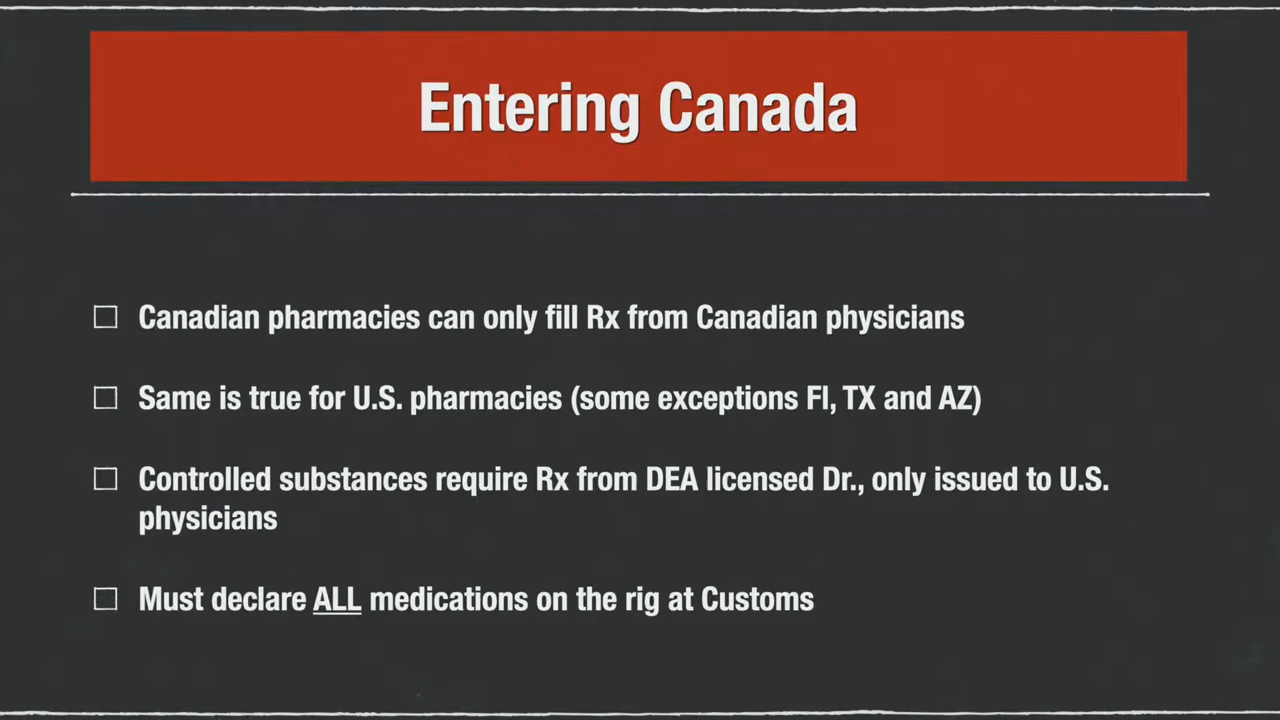 Entering Canada
Canadian pharmacies can only fill Rx from Canadian physicians
Same is true for U.S. pharmacies (some exceptions Fl, TX and AZ)
Controlled substances require Rx from DEA licensed Dr., only issued to U.S.
physicians
Must declare ALL medications on the rig at Customs